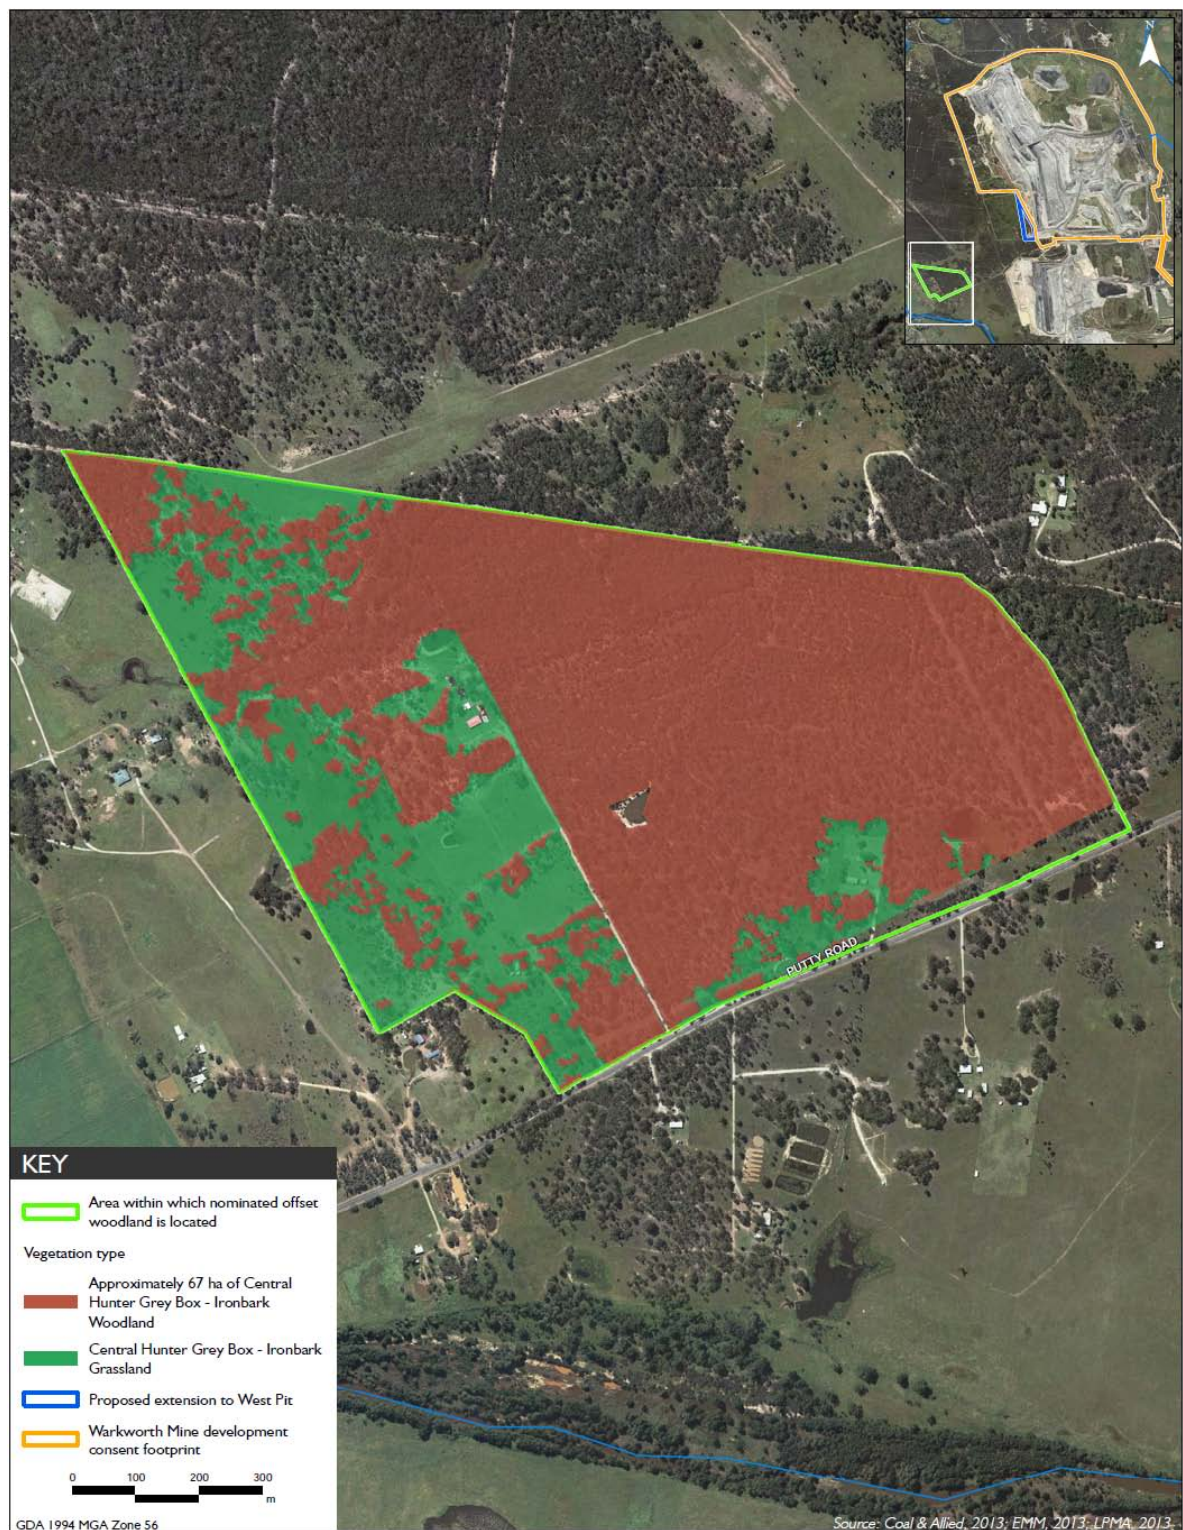 N
PUTTY ROAD
KEY
Area within which nominated offset
woodland is located
Vegetation type
Approximately 67 ha of Central
Hunter Grey Box - Ironbark
Woodland
Central Hunter Grey Box - Ironbark
Grassland
Proposed extension to West Pit
Warkworth Mine development
consent footprint
0 100 200 300
m
GDA 1994 MGA Zone 56
Source: Coal & Allied, 2013; EMM, 2013; LPMA, 2013